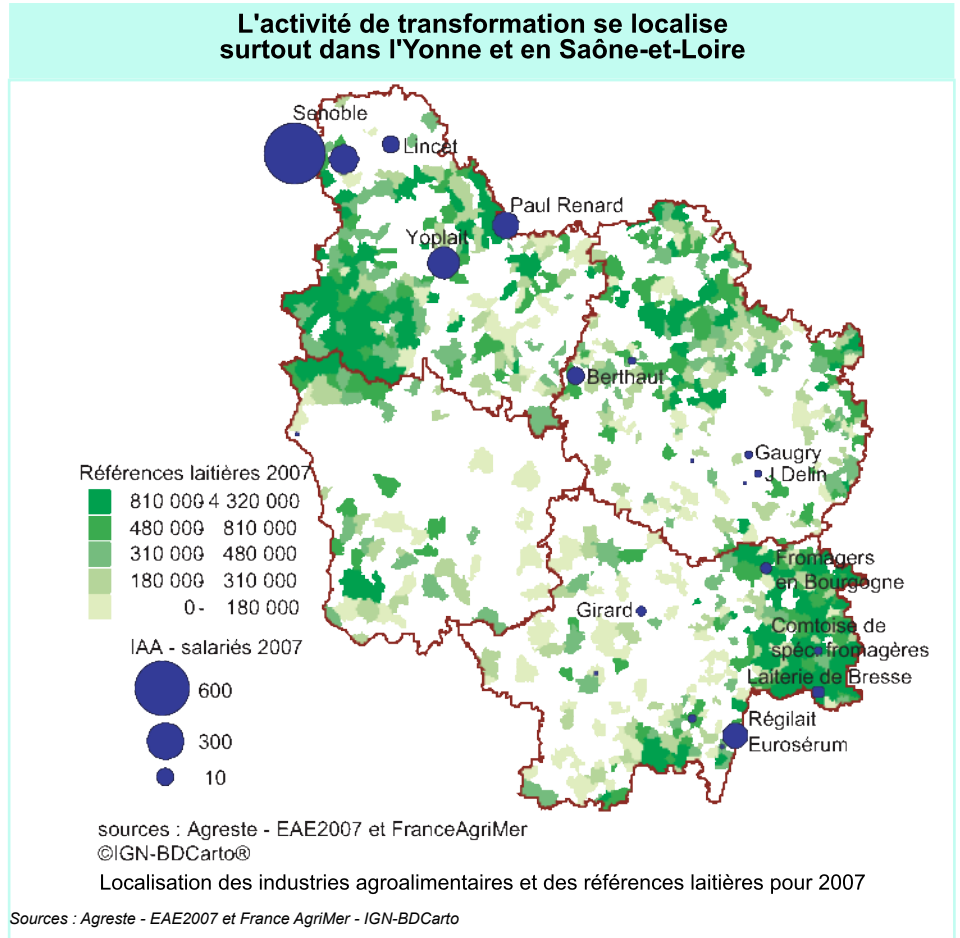 L'activité de transformation se localise
surtout dans l'Yonne et en Saône-et-Loire
Senoble
Lincet
Paul Renard
Yoplait
Berthaut
Gaugry
J Delin
Références laitières 2007
810 000- 4 320 000
480 000- 810 000
310 000- 480 000
180 000- 310 000
0- 180 000
Fromagers
en Bourgogne
Girard
Comtoise de
spéc. fromagères
Laiterie de Bresse
IAA - salariés 2007
600
300
10
Régilait
Eurosérum
sources : Agreste - EAE2007 et FranceAgriMer
©IGN-BDCarto®
Localisation des industries agroalimentaires et des références laitières pour 2007
Sources : Agreste - EAE2007 et France AgriMer - IGN-BDCarto